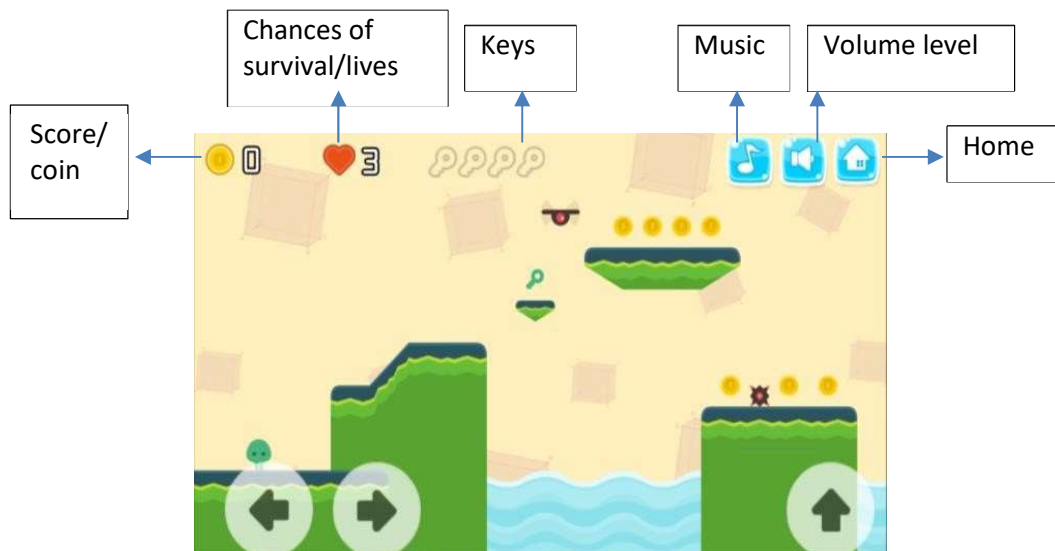 Chances of
survival/lives
Keys
Music
Volume level
Score/
coin
Home
0
3